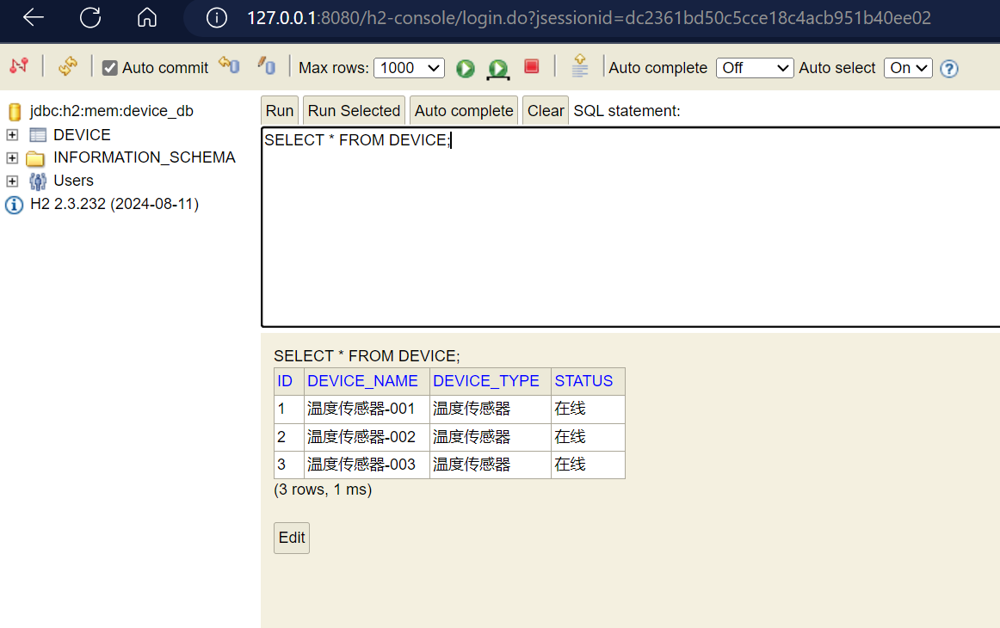 127.0.0.1:8080/h2-console/login.do?jsessionid=dc2361bd50c5cce18c4acb951b40ee02
Auto commit Max rows: 1000 Auto complete Off Auto select On ?
jdbc:h2:mem:device_db
DEVICE
INFORMATION_SCHEMA
Users
H2 2.3.232 (2024-08-11)
Run Run Selected Auto complete Clear SQL statement:
SELECT * FROM DEVICE;
SELECT * FROM DEVICE;
ID DEVICE_NAME DEVICE_TYPE STATUS
1 温度传感器-001 温度传感器 在线
2 温度传感器-002 温度传感器 在线
3 温度传感器-003 温度传感器 在线
(3 rows, 1 ms)
Edit